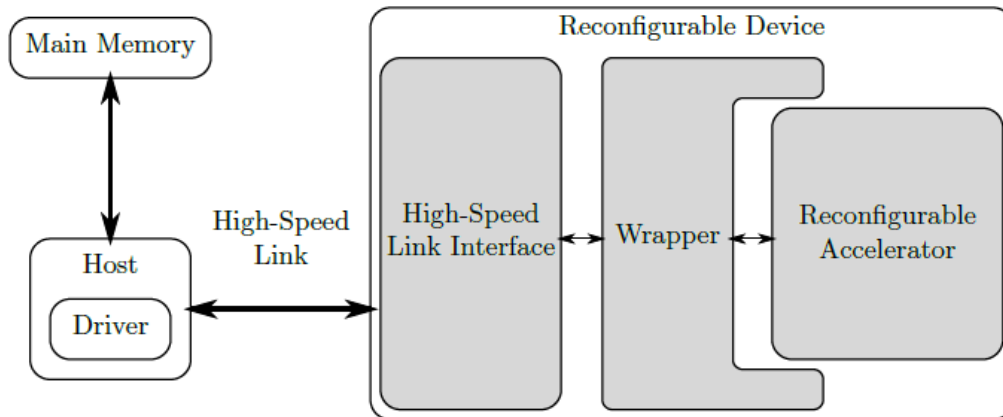 Main Memory
Host
Driver
High-Speed
Link
Reconfigurable Device
High-Speed
Link Interface
Wrapper
Reconfigurable
Accelerator